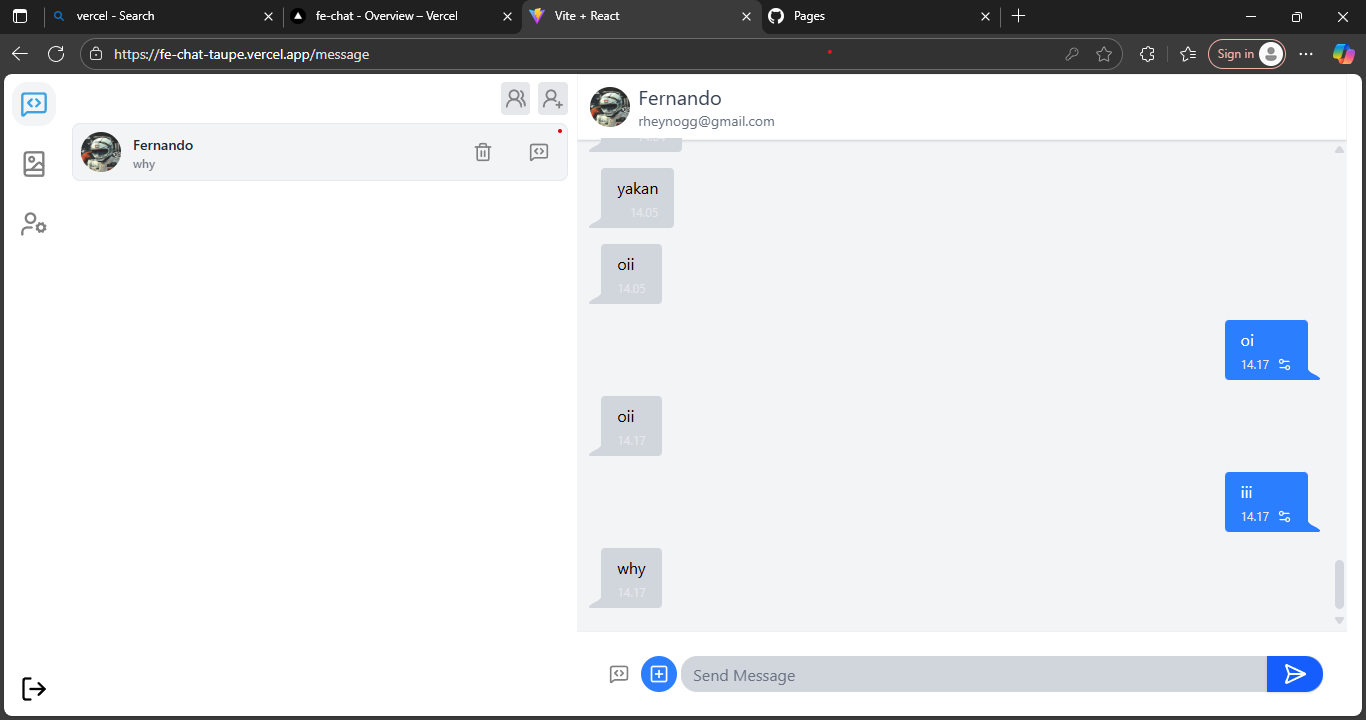 vercel - Search
fe-chat - Overview – Vercel
Vite + React
Pages
https://fe-chat-taupe.vercel.app/message
Sign in
Fernando
why
Fernando
rheynogg@gmail.com
yakan
14.05
oii
14.05
oi
14.17
oii
14.17
iii
14.17
why
14.17
Send Message